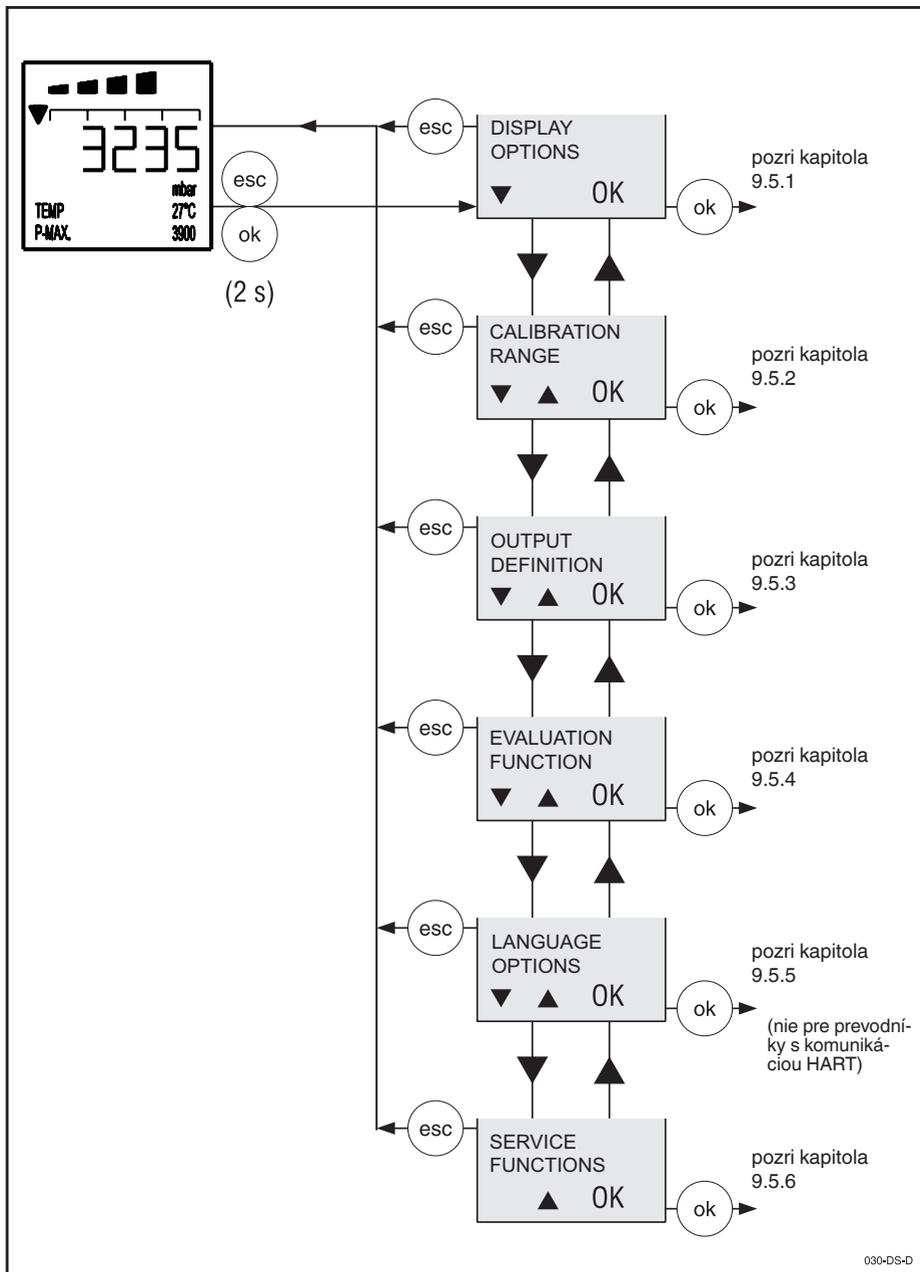 3235
mbar
TEMP 27°C
P-MAX. 3900
esc
ok
(2 s)
esc
DISPLAY
OPTIONS
▼ OK
ok
pozri kapitola
9.5.1
esc
CALIBRATION
RANGE
▼ ▲ OK
ok
pozri kapitola
9.5.2
esc
OUTPUT
DEFINITION
▼ ▲ OK
ok
pozri kapitola
9.5.3
esc
EVALUATION
FUNCTION
▼ ▲ OK
ok
pozri kapitola
9.5.4
esc
LANGUAGE
OPTIONS
▼ ▲ OK
ok
pozri kapitola
9.5.5
(nie pre prevodní-
ky s komuniká-
ciou HART)
esc
SERVICE
FUNCTIONS
▲ OK
ok
pozri kapitola
9.5.6
030-DS-D